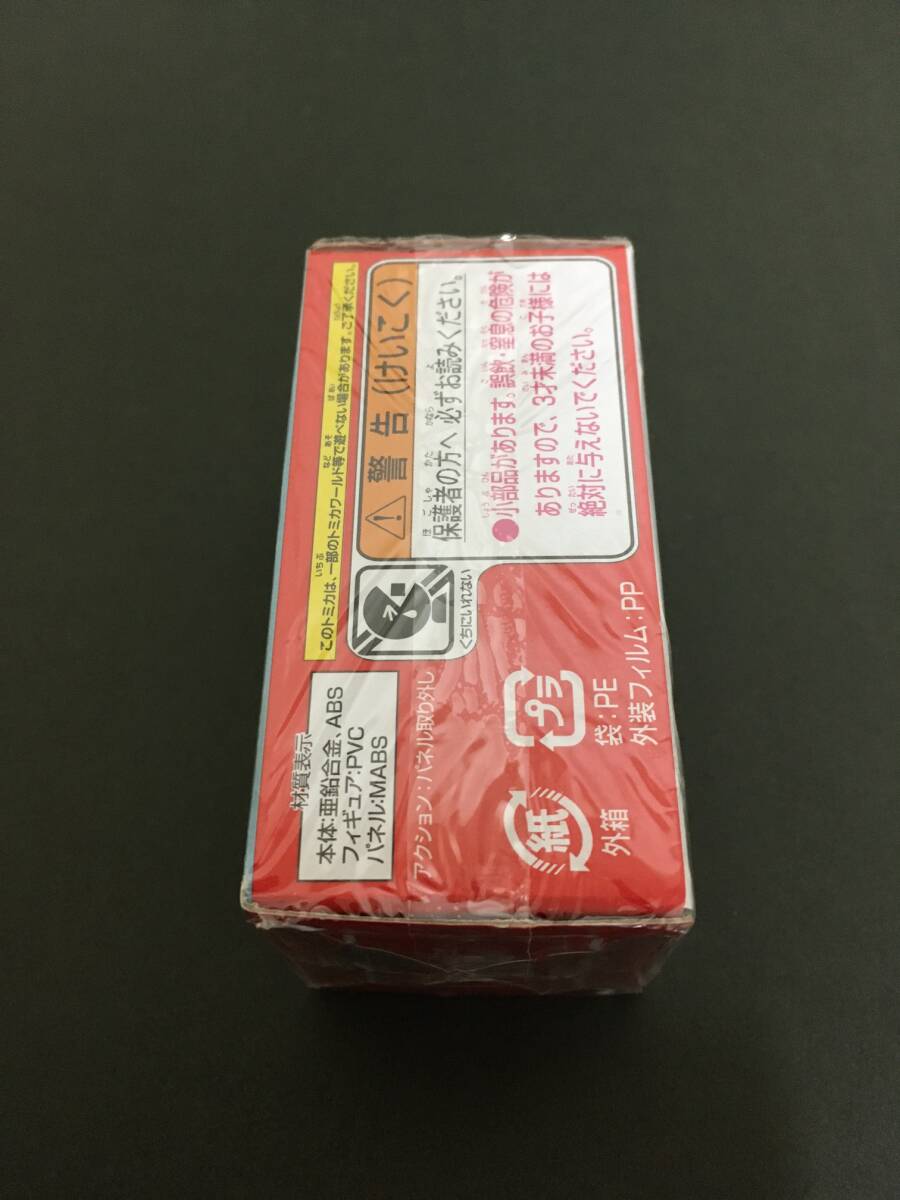 このトミカは、一部のトミカワールド等で遊べない場合があります。ご了承ください。
警告(けいこく)
保護者の方へ 必ずお読みください。
●小部品があります。誤飲・窒息の危険が
ありますので、3才未満のお子様には
絶対に与えないでください。
くちにいれない
材質表示
本体:亜鉛合金、ABS
フィギュア:PVC
パネル:MABS
アクション:パネル取り外し
プラ
袋:PE
外装フィルム:PP
紙
外箱